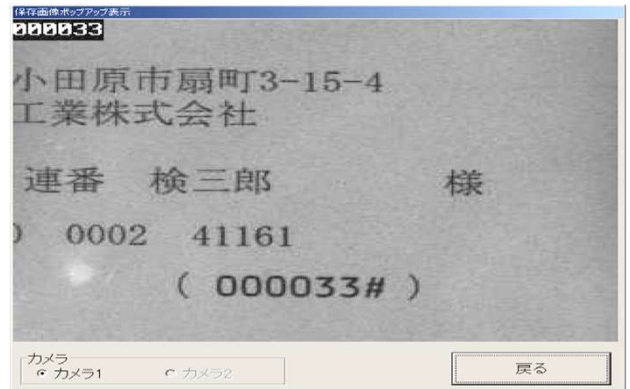 保存画像ポップアップ表示
000033
小田原市扇町3-15-4
工業株式会社
連番 検三郎 様
0002 41161
( 000033# )
カメラ
カメラ1 カメラ2
戻る